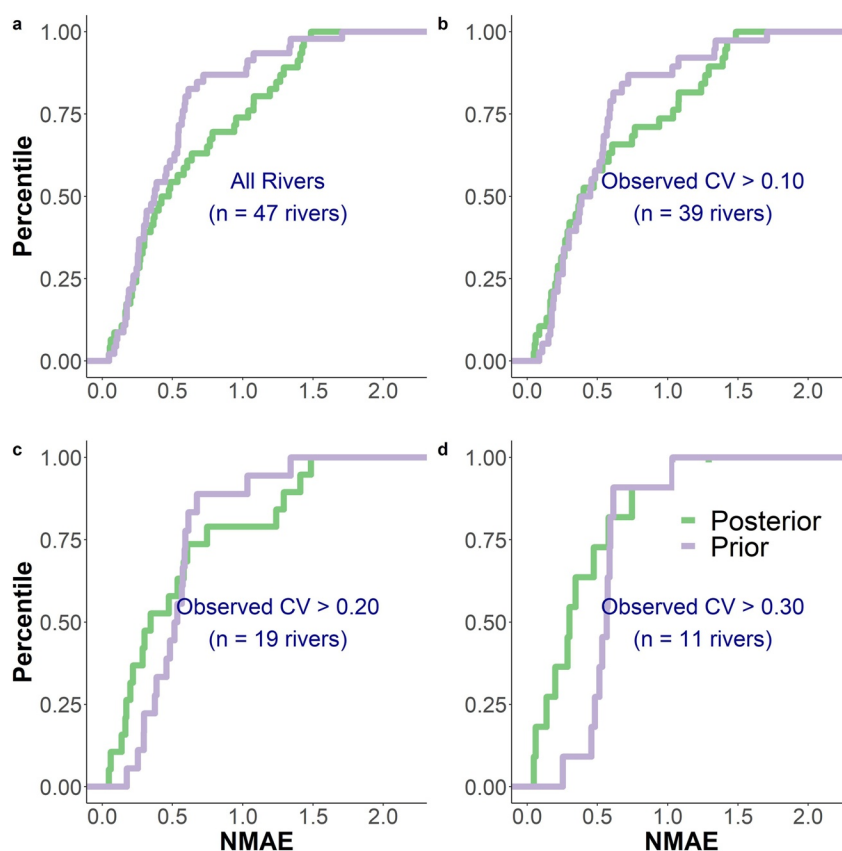 a
1.00
0.75
0.50
0.25
0.00
Percentile
All Rivers
(n = 47 rivers)
0.0 0.5 1.0 1.5 2.0
b
1.00
0.75
0.50
0.25
0.00
Observed CV > 0.10
(n = 39 rivers)
0.0 0.5 1.0 1.5 2.0
c
1.00
0.75
0.50
0.25
0.00
Percentile
Observed CV > 0.20
(n = 19 rivers)
0.0 0.5 1.0 1.5 2.0
NMAE
d
1.00
0.75
0.50
0.25
0.00
Posterior
Prior
Observed CV > 0.30
(n = 11 rivers)
0.0 0.5 1.0 1.5 2.0
NMAE